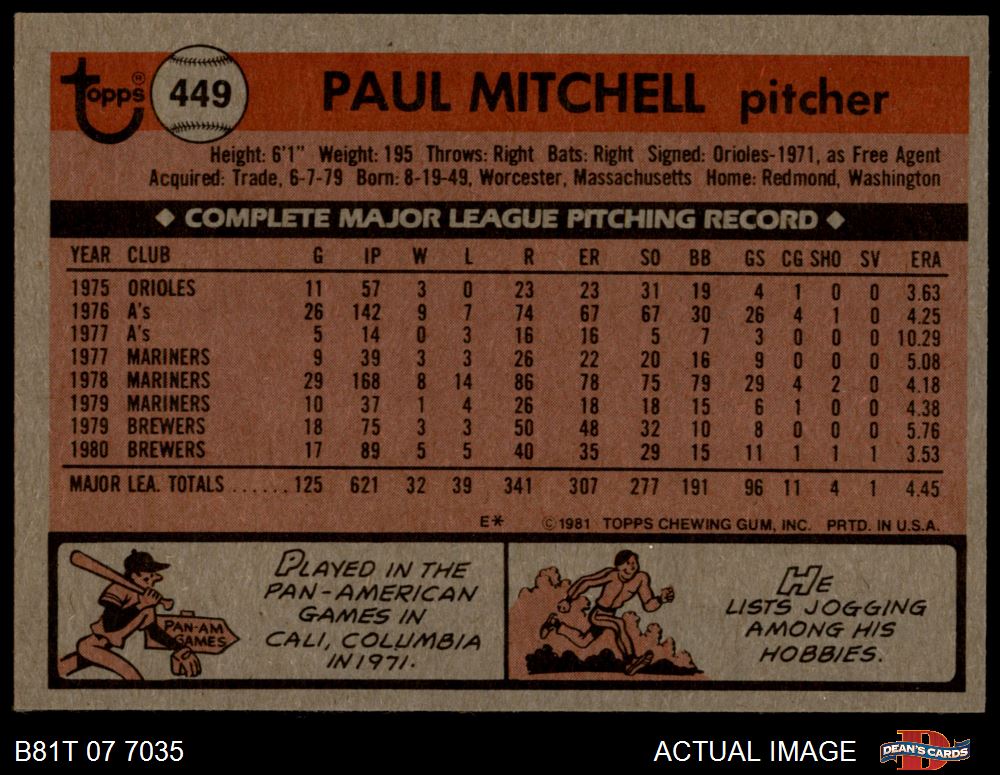 topps® 449 PAUL MITCHELL pitcher
Height: 6'1" Weight: 195 Throws: Right Bats: Right Signed: Orioles-1971, as Free Agent
Acquired: Trade, 6-7-79 Born: 8-19-49, Worcester, Massachusetts Home: Redmond, Washington
◆ COMPLETE MAJOR LEAGUE PITCHING RECORD ◆
YEAR CLUB G IP W L R ER SO BB GS CG SHO SV ERA
1975 ORIOLES 11 57 3 0 23 23 31 19 4 1 0 0 3.63
1976 A's 26 142 9 7 74 67 67 30 26 4 1 0 4.25
1977 A's 5 14 0 3 16 16 5 7 3 0 0 0 10.29
1977 MARINERS 9 39 3 3 26 22 20 16 9 0 0 0 5.08
1978 MARINERS 29 168 8 14 86 78 75 79 29 4 2 0 4.18
1979 MARINERS 10 37 1 4 26 18 18 15 6 1 0 0 4.38
1979 BREWERS 18 75 3 3 50 48 32 10 8 0 0 0 5.76
1980 BREWERS 17 89 5 5 40 35 29 15 11 1 1 1 3.53
MAJOR LEA. TOTALS ......125 621 32 39 341 307 277 191 96 11 4 1 4.45
E* ©1981 TOPPS CHEWING GUM, INC. PRTD. IN U.S.A.
PAN-AM
GAMES
PLAYED IN THE
PAN-AMERICAN
GAMES IN
CALI, COLUMBIA
IN 1971.
HE
LISTS JOGGING
AMONG HIS
HOBBIES.
B81T 07 7035 ACTUAL IMAGE DEAN'S CARDS